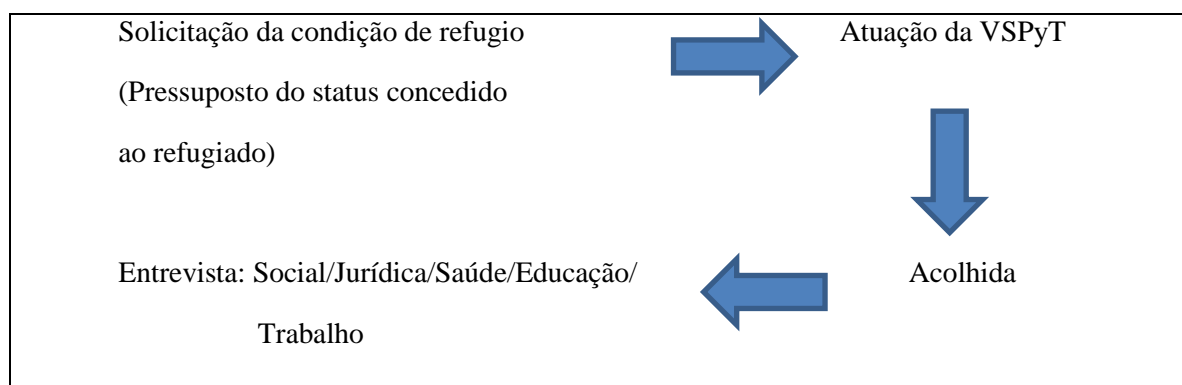 Solicitação da condição de refugio
Atuação da VSPyT
(Pressuposto do status concedido
ao refugiado)
Entrevista: Social/Jurídica/Saúde/Educação/
Acolhida
Trabalho